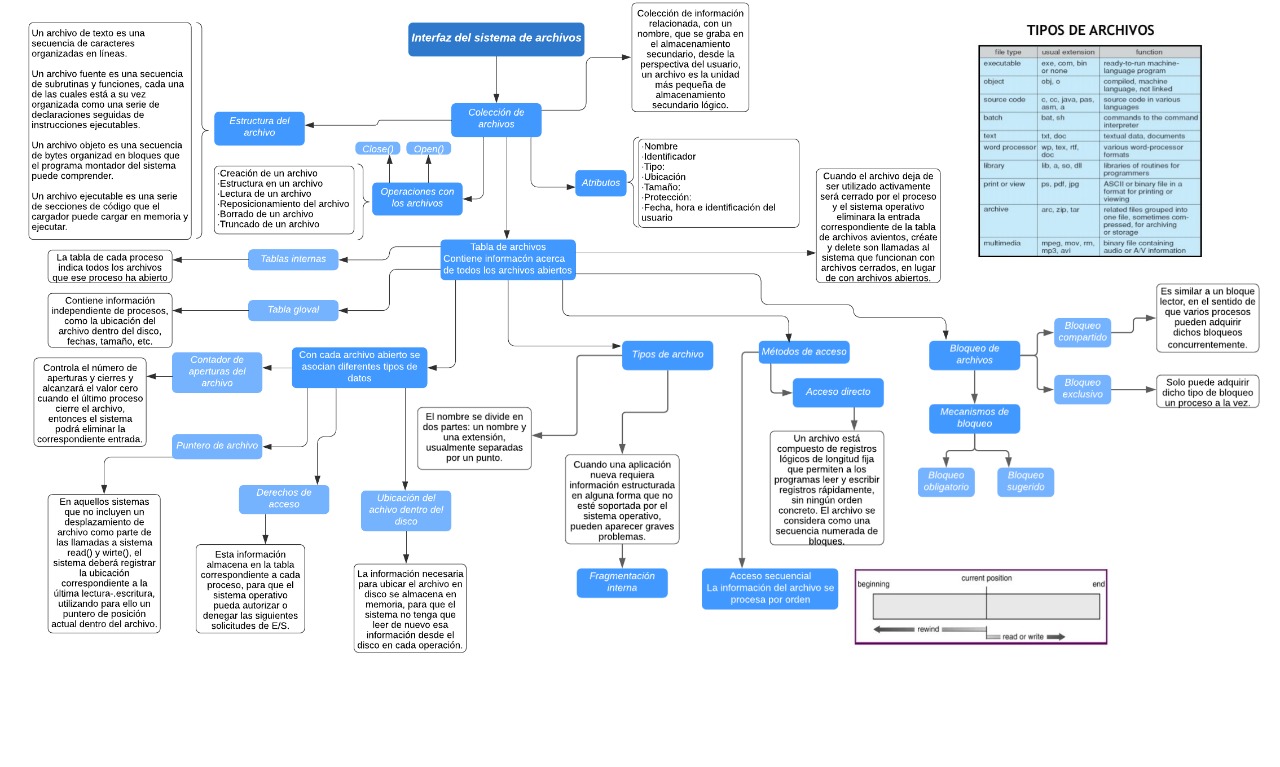 Interfaz del sistema de archivos
Colección de información
relacionada, con un
nombre, que se graba en
el almacenamiento
secundario, desde la
perspectiva del usuario,
un archivo es la unidad
más pequeña de
almacenamiento
secundario lógico.
Colección de
archivos
Estructura del
archivo
Un archivo de texto es una
secuencia de caracteres
organizadas en líneas.
Un archivo fuente es una secuencia
de subrutinas y funciones, cada una
de las cuales está a su vez
organizada como una serie de
declaraciones seguidas de
instrucciones ejecutables.
Un archivo objeto es una secuencia
de bytes organizad en bloques que
el programa montador del sistema
puede comprender.
Un archivo ejecutable es una serie
de secciones de código que el
cargador puede cargar en memoria y
ejecutar.
Close()
Open()
Operaciones con
los archivos
·Creación de un archivo
·Estructura en un archivo
·Lectura de un archivo
·Reposicionamiento del archivo
·Borrado de un archivo
·Truncado de un archivo
Atributos
·Nombre
·Identificador
·Tipo:
·Ubicación
·Tamaño:
·Protección:
·Fecha, hora e identificación del
usuario
TIPOS DE ARCHIVOS
file type usual extension function
executable exe, com, bin ready-to-run machine-
or none language program
object obj, o compiled, machine
language, not linked
source code c, cc, java, pas, source code in various
asm, a languages
batch bat, sh commands to the command
interpreter
text txt, doc textual data, documents
word processor wp, tex, rtf, various word-processor
doc formats
library lib, a, so, dll libraries of routines for
programmers
print or view ps, pdf, jpg ASCII or binary file in a
format for printing or
viewing
archive arc, zip, tar related files grouped into
one file, sometimes com-
pressed, for archiving
or storage
multimedia mpeg, mov, rm, binary file containing
mp3, avi audio or A/V information
Tabla de archivos
Contiene informacón acerca
de todos los archivos abiertos
Cuando el archivo deja de
ser utilizado activamente
será cerrado por el proceso
y el sistema operativo
eliminara la entrada
correspondiente de la tabla
de archivos avientos, créate
y delete son llamadas al
sistema que funcionan con
archivos cerrados, en lugar
de con archivos abiertos.
Tablas internas
La tabla de cada proceso
indica todos los archivos
que ese proceso ha abierto
Tabla gloval
Contiene información
independiente de procesos,
como la ubicación del
archivo dentro del disco,
fechas, tamaño, etc.
Con cada archivo abierto se
asocian diferentes tipos de
datos
Contador de
aperturas del
archivo
Controla el número de
aperturas y cierres y
alcanzará el valor cero
cuando el último proceso
cierre el archivo,
entonces el sistema
podrá eliminar la
correspondiente entrada.
Puntero de archivo
En aquellos sistemas
que no incluyen un
desplazamiento de
archivo como parte de
las llamadas a sistema
read() y wirte(), el
sistema deberá registrar
la ubicación
correspondiente a la
última lecura-.escritura,
utilizando para ello un
puntero de posición
actual dentro del archivo.
Derechos de
acceso
Esta información
almacena en la tabla
correspondiente a cada
proceso, para que el
sistema operativo
pueda autorizar o
denegar las siguientes
solicitudes de E/S.
Ubicación del
achivo dentro del
disco
La información necesaria
para ubicar el archivo en
disco se almacena en
memoria, para que el
sistema no tenga que
leer de nuevo esa
información desde el
disco en cada operación.
Tipos de archivo
El nombre se divide en
dos partes: un nombre y
una extensión,
usualmente separadas
por un punto.
Cuando una aplicación
nueva requiera
información estructurada
en alguna forma que no
esté soportada por el
sistema operativo,
pueden aparecer graves
problemas.
Fragmentación
interna
Métodos de acceso
Acceso directo
Un archivo está
compuesto de registros
lógicos de longitud fija
que permiten a los
programas leer y escribir
registros rápidamente,
sin ningún orden
concreto. El archivo se
considera como una
secuencia numerada de
bloques.
Acceso secuencial
La información del archivo se
procesa por orden
Bloqueo de
archivos
Bloqueo
compartido
Es similar a un bloque
lector, en el sentido de
que varios procesos
pueden adquirir
dichos bloqueos
concurrentemente.
Bloqueo
exclusivo
Solo puede adquirir
dicho tipo de bloqueo
un proceso a la vez.
Mecanismos de
bloqueo
Bloqueo
obligatorio
Bloqueo
sugerido
beginning current position end
rewind
read or write